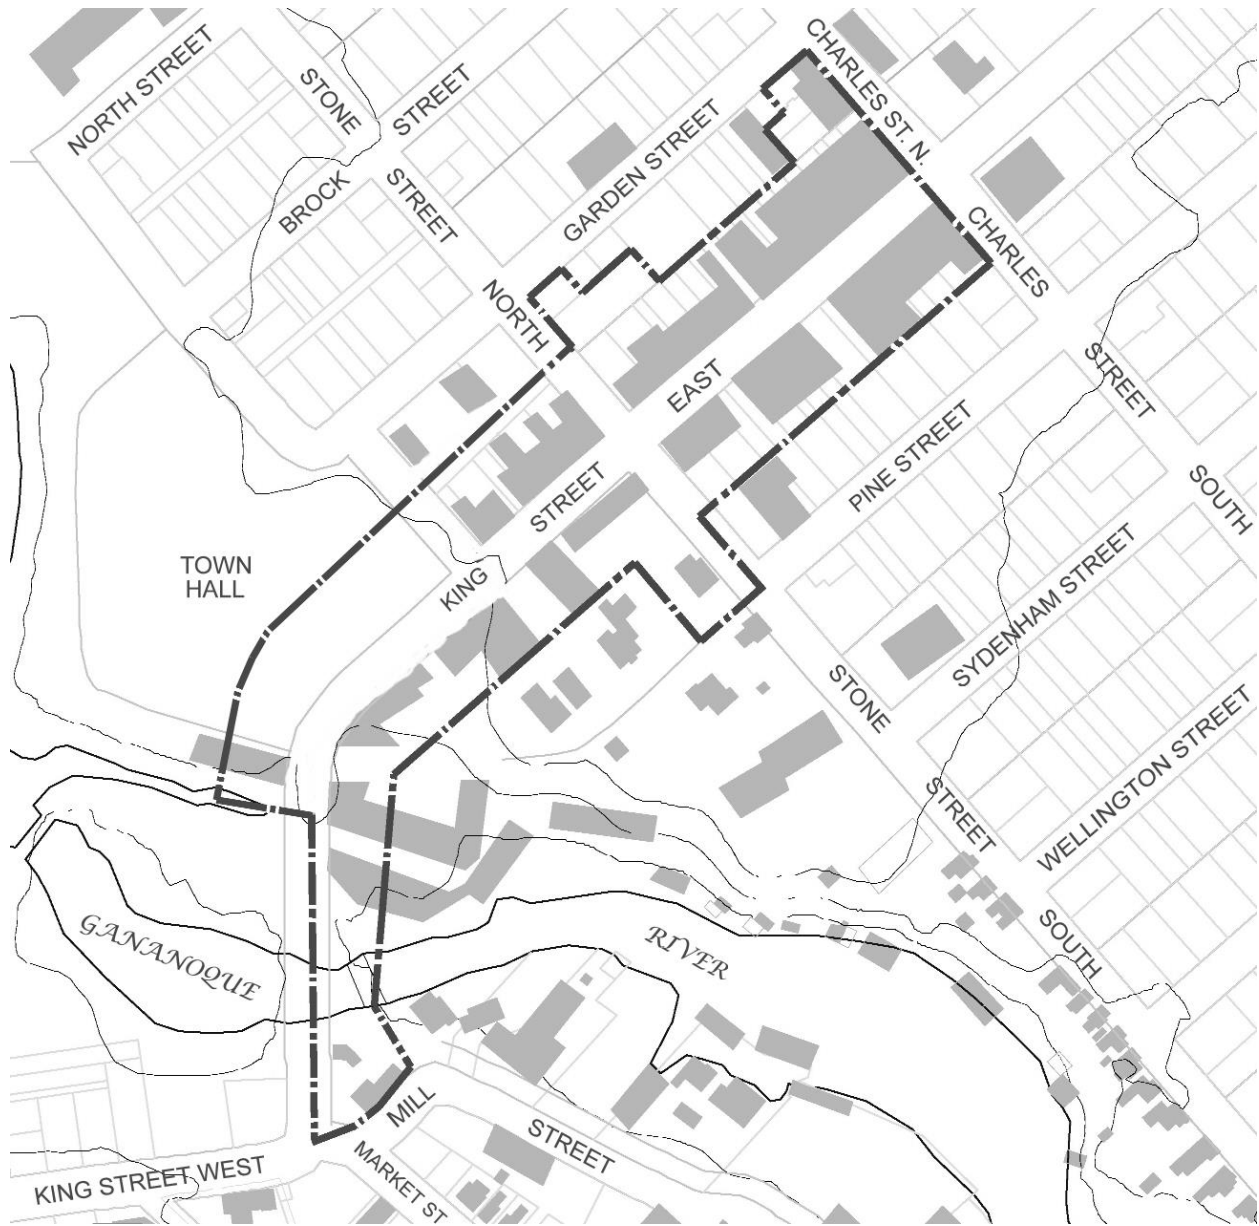 CHARLES ST. N.
NORTH STREET
STONE
STREET
BROCK
STREET
GARDEN STREET
CHARLES
STREET
NORTH
EAST
STREET
KING
PINE STREET
SOUTH
TOWN
HALL
SYDENHAM STREET
STONE
STREET
WELLINGTON STREET
SOUTH
GANANOQUE
RIVER
MILL
STREET
MARKET ST
KING STREET WEST